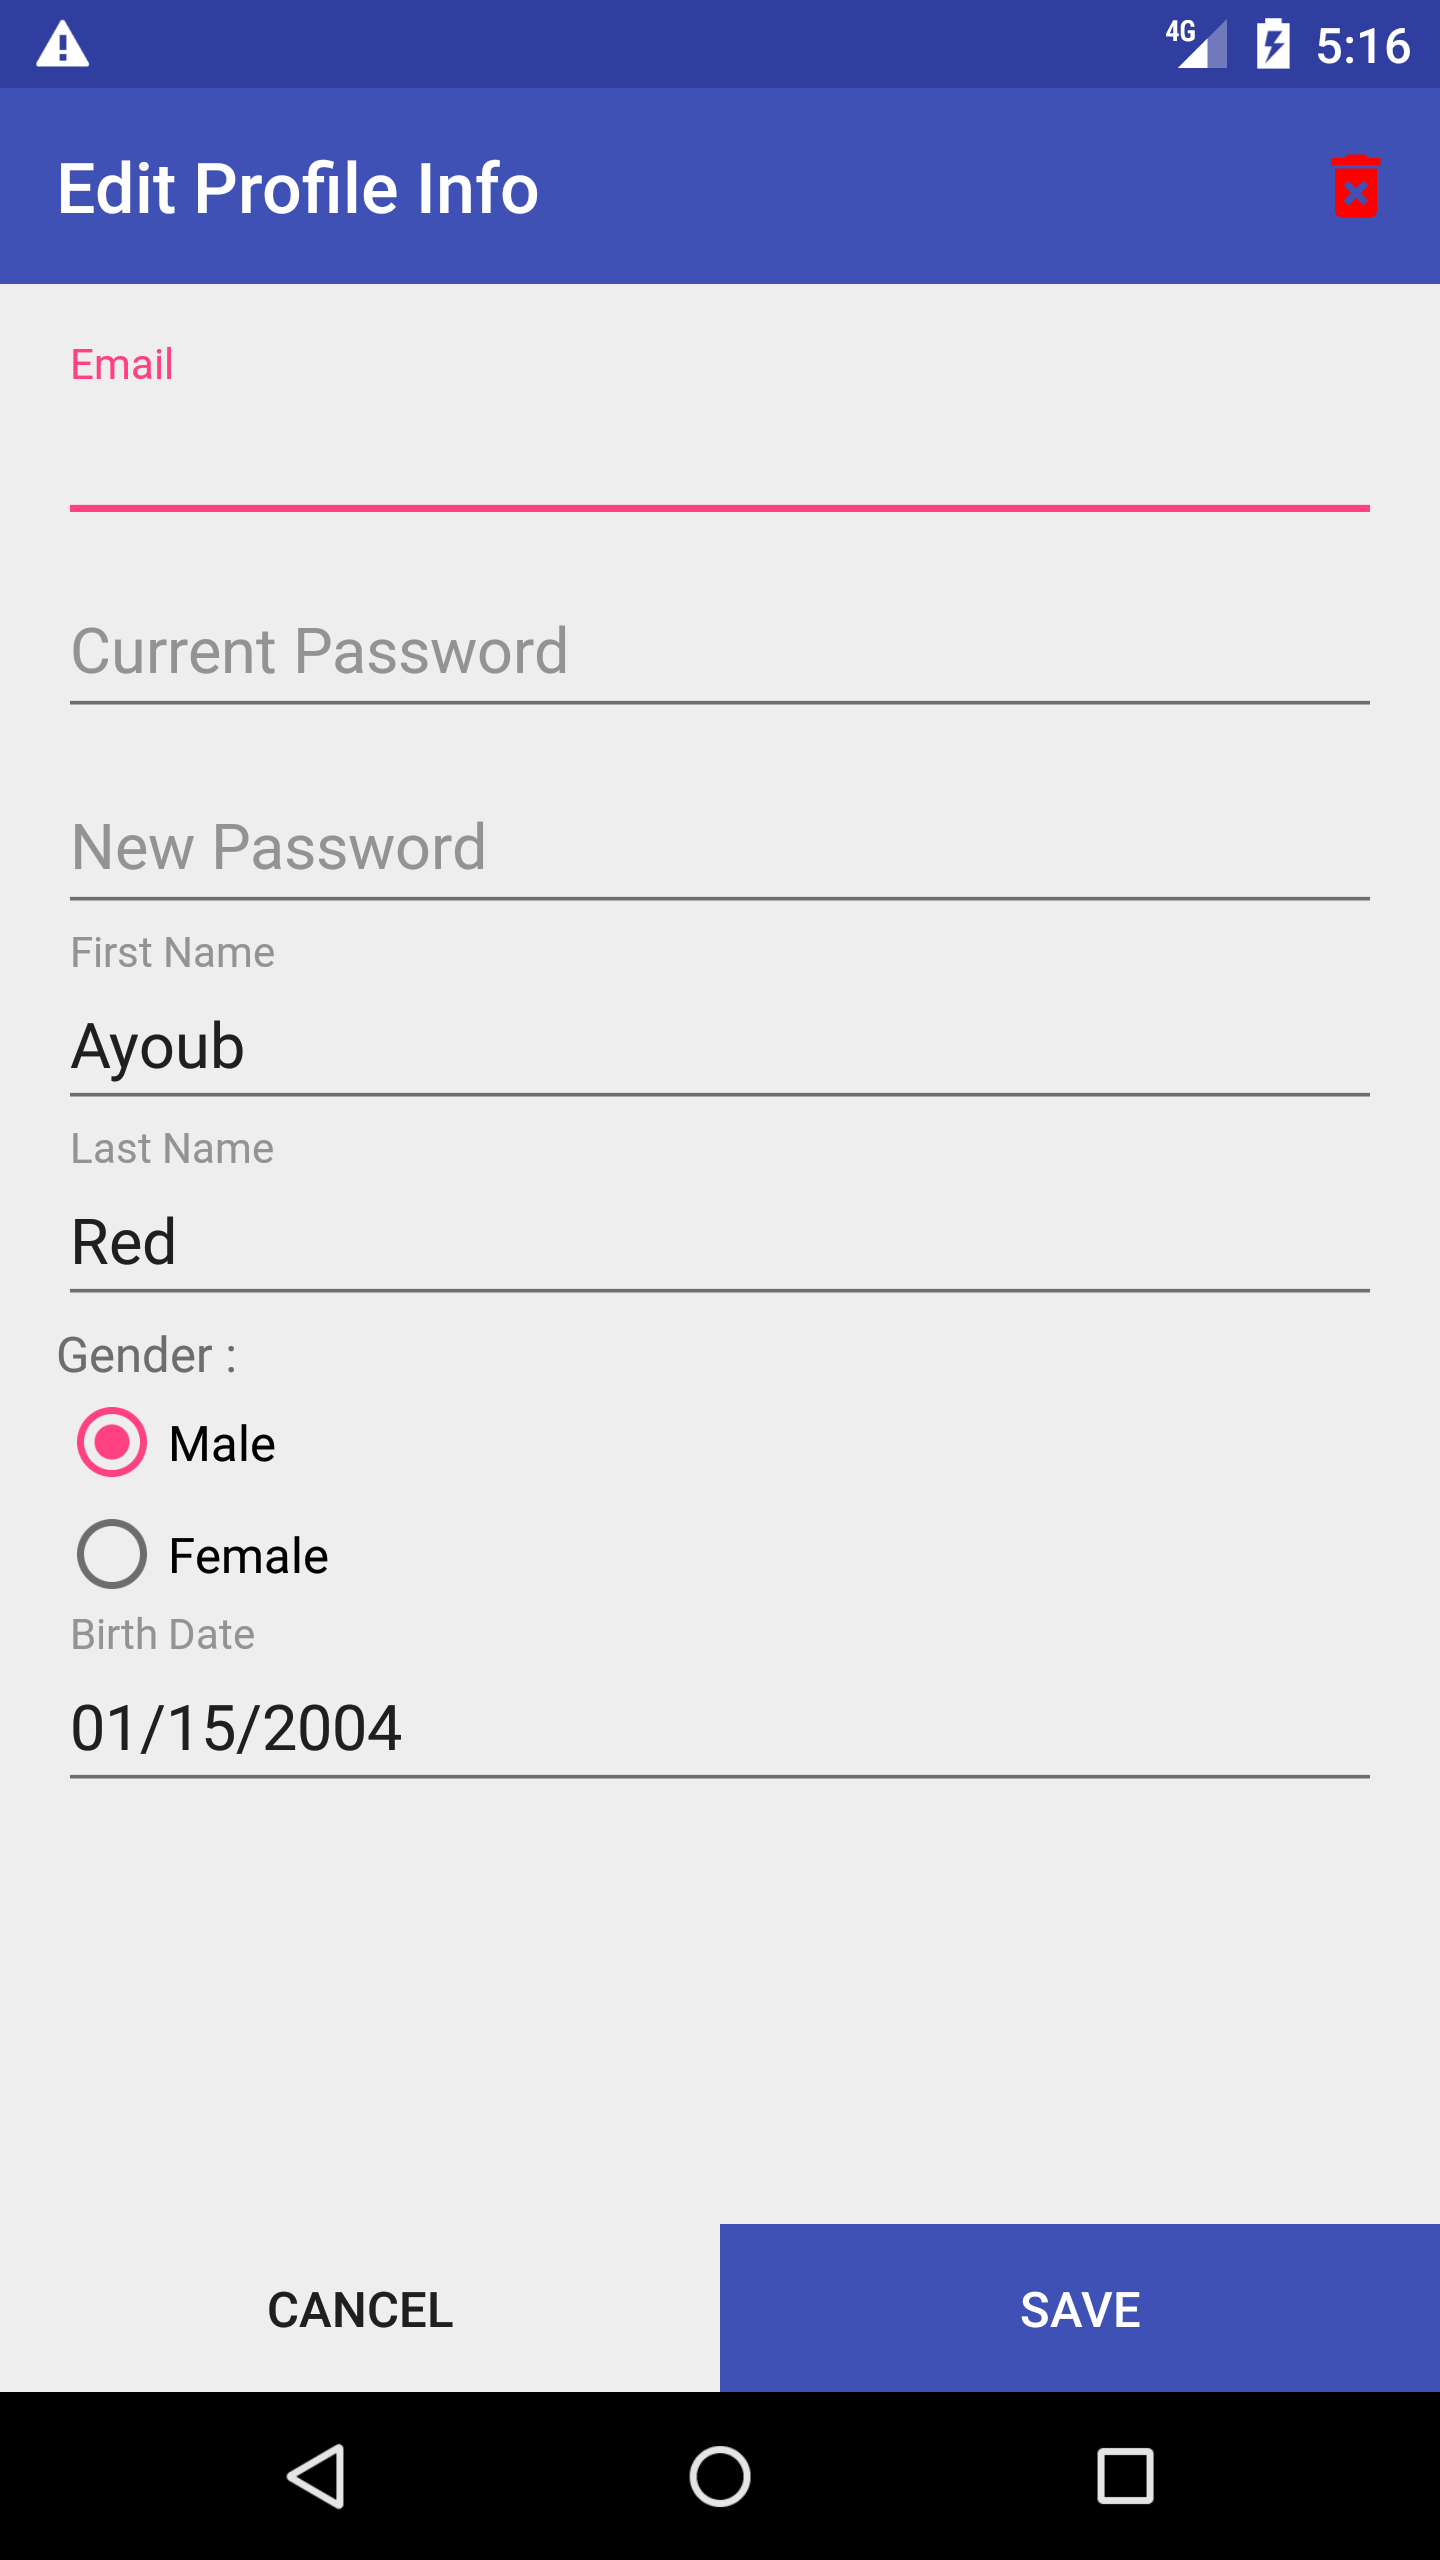 4G 5:16
Edit Profile Info
Email
Current Password
New Password
First Name
Ayoub
Last Name
Red
Gender :
Male
Female
Birth Date
01/15/2004
CANCEL SAVE